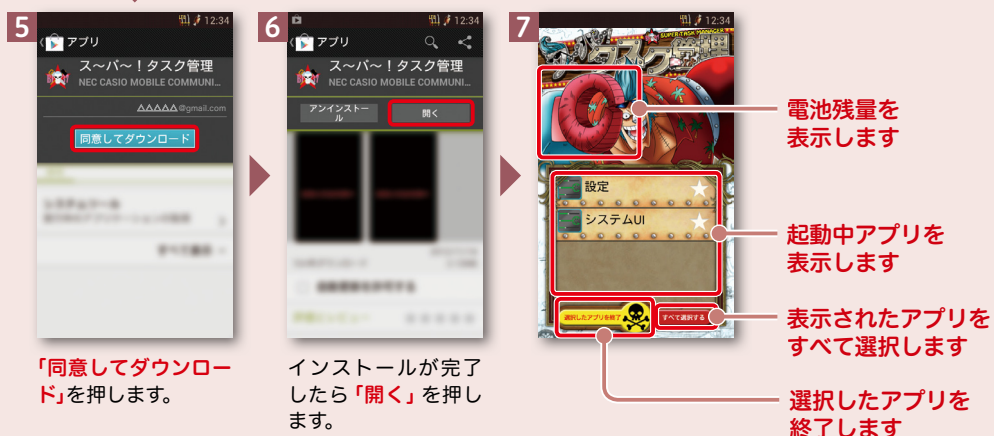 5
12:34
アプリ
ス～パ～！タスク管理
NEC CASIO MOBILE COMMUNI...
△△△△△@gmail.com
同意してダウンロード
「同意してダウンロー
ド」を押します。
6
12:34
アプリ
ス～パ～！タスク管理
NEC CASIO MOBILE COMMUNI...
アンインストー
ル
開く
インストールが完了
したら「開く」を押し
ます。
7
12:34
SUPER TASK MANAGER
ス～パ～！タスク管理
設定
システムUI
選択したアプリを終了
すべて選択する
電池残量を
表示します
起動中アプリを
表示します
表示されたアプリを
すべて選択します
選択したアプリを
終了します